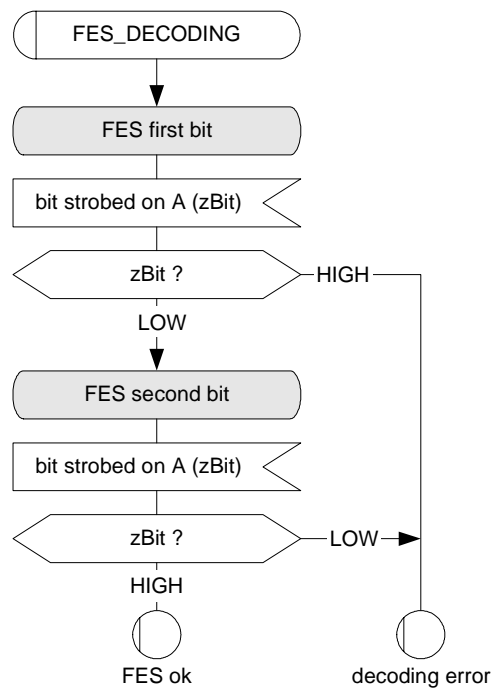 FES_DECODING
FES first bit
bit strobed on A (zBit)
zBit ?
HIGH
LOW
FES second bit
bit strobed on A (zBit)
zBit ?
LOW
HIGH
FES ok
decoding error